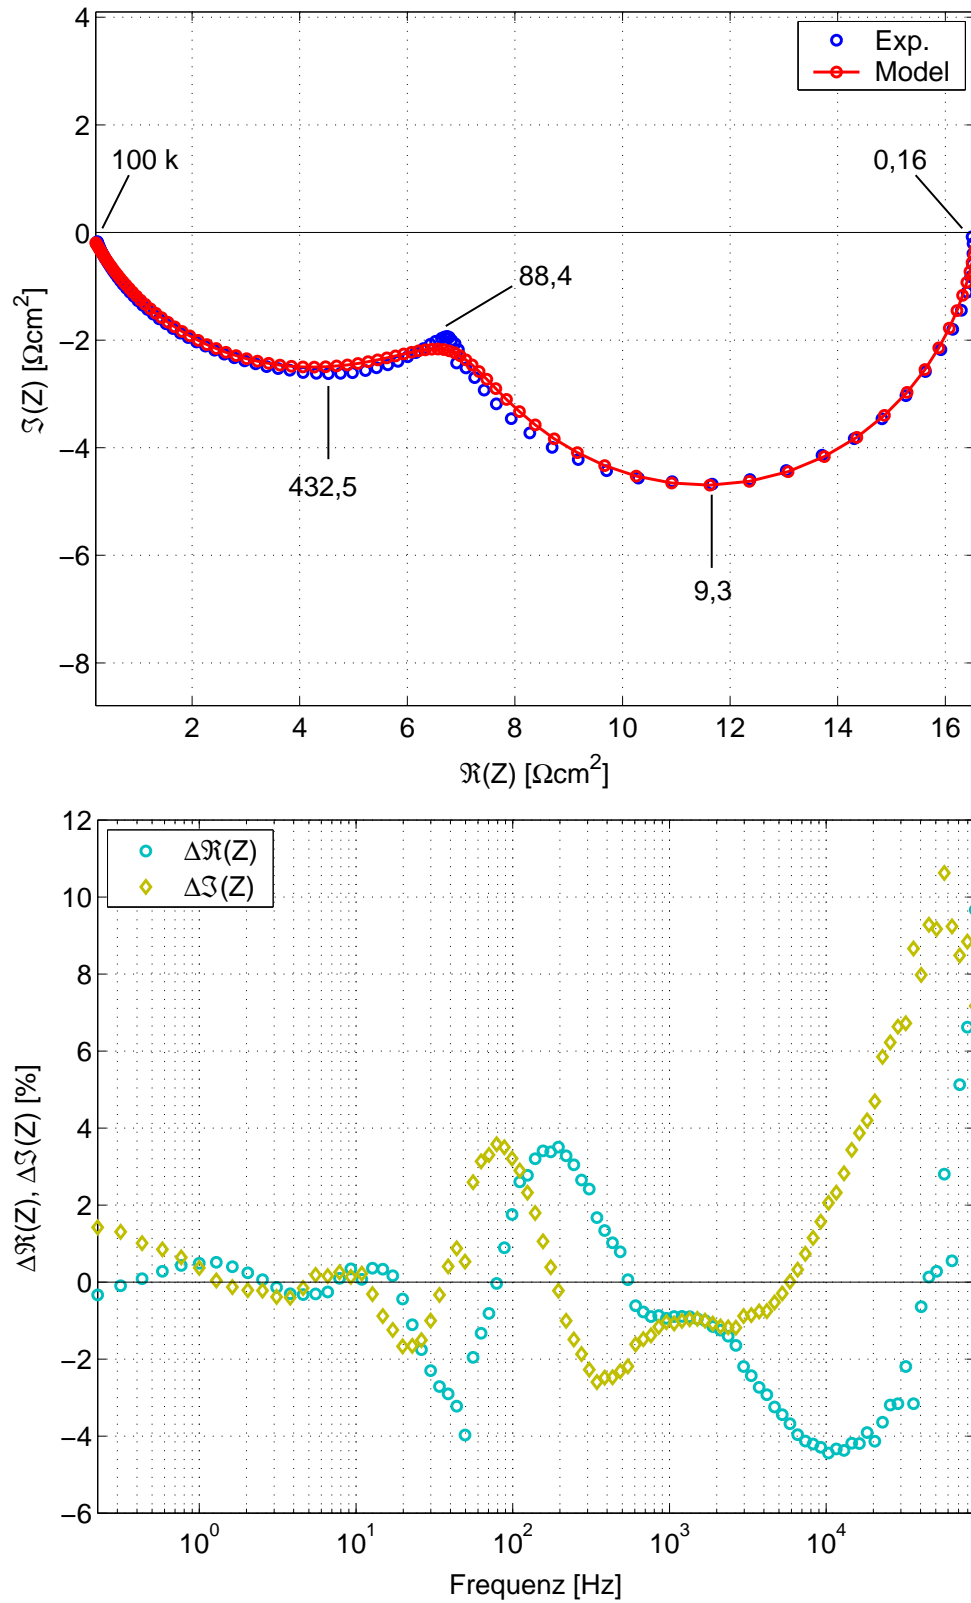 4
2
0
−2
−4
−6
−8
ℑ(Z) [Ωcm²]
Exp.
Model
100 k
0,16
88,4
432,5
9,3
2 4 6 8 10 12 14 16
ℜ(Z) [Ωcm²]
12
10
8
6
4
2
0
−2
−4
−6
Δℜ(Z), Δℑ(Z) [%]
Δℜ(Z)
Δℑ(Z)
10⁰ 10¹ 10² 10³ 10⁴
Frequenz [Hz]